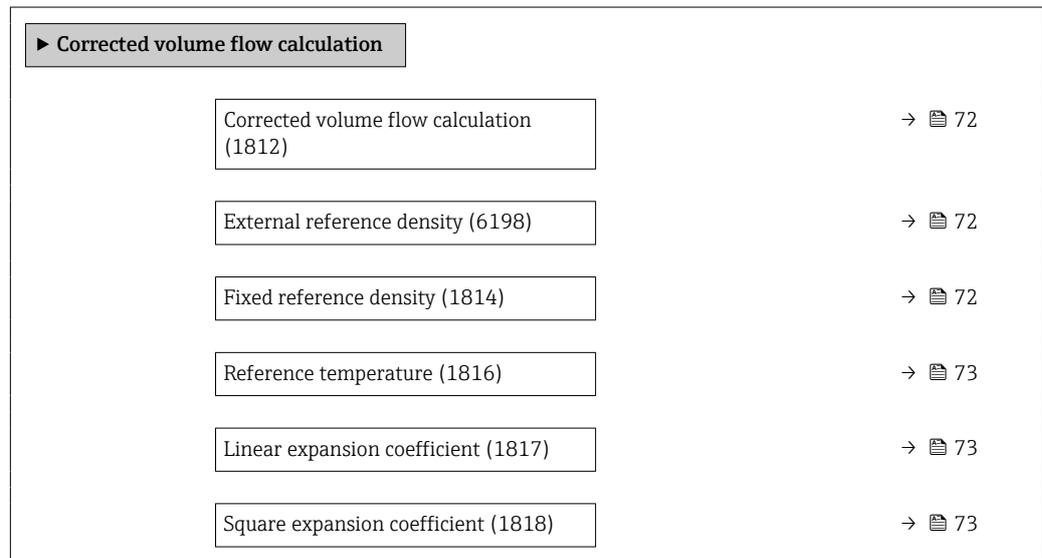 ▶ Corrected volume flow calculation
Corrected volume flow calculation → 72
(1812)
External reference density (6198) → 72
Fixed reference density (1814) → 72
Reference temperature (1816) → 73
Linear expansion coefficient (1817) → 73
Square expansion coefficient (1818) → 73